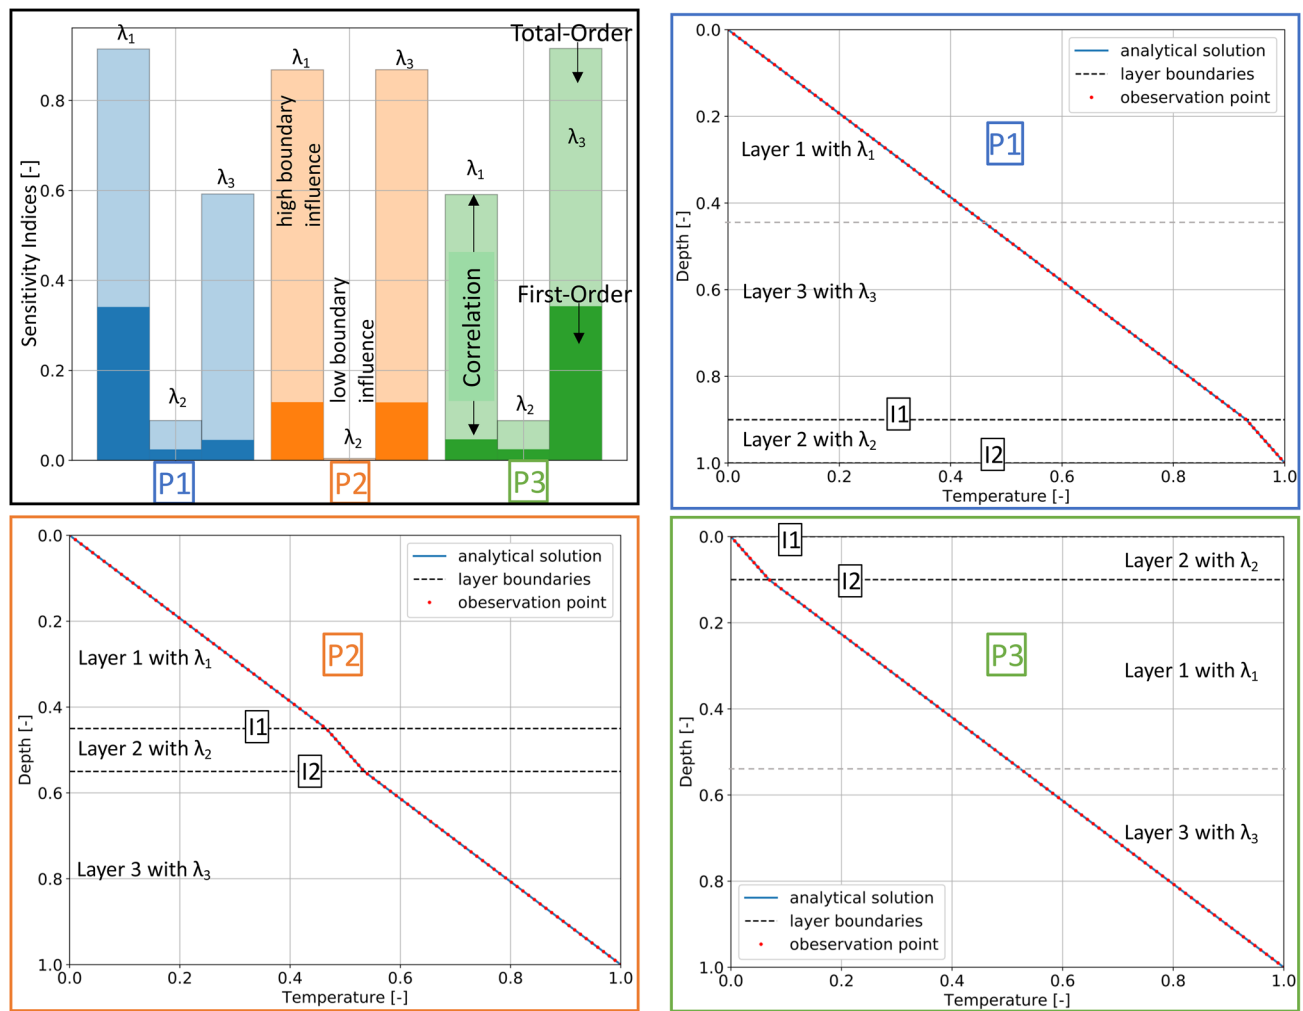 Total-Order
λ1
λ1
λ3
0.8
high boundary
influence
λ3
λ1
λ3
0.6
Sensitivity Indices [-]
0.4
Correlation
First-Order
low boundary
influence
0.2
λ2
λ2
λ2
0.0
P1
P2
P3
0.0
analytical solution
layer boundaries
obeservation point
0.2
Layer 1 with λ1
P1
0.4
Depth [-]
0.6
Layer 3 with λ3
0.8
I1
Layer 2 with λ2
I2
1.0
0.0
0.2
0.4
0.6
0.8
1.0
Temperature [-]
0.0
analytical solution
layer boundaries
obeservation point
0.2
Layer 1 with λ1
P2
0.4
I1
Depth [-]
Layer 2 with λ2
I2
0.6
Layer 3 with λ3
0.8
1.0
0.0
0.2
0.4
0.6
0.8
1.0
Temperature [-]
0.0
I1
Layer 2 with λ2
I2
0.2
P3
Layer 1 with λ1
0.4
Depth [-]
0.6
Layer 3 with λ3
0.8
analytical solution
layer boundaries
obeservation point
1.0
0.0
0.2
0.4
0.6
0.8
1.0
Temperature [-]